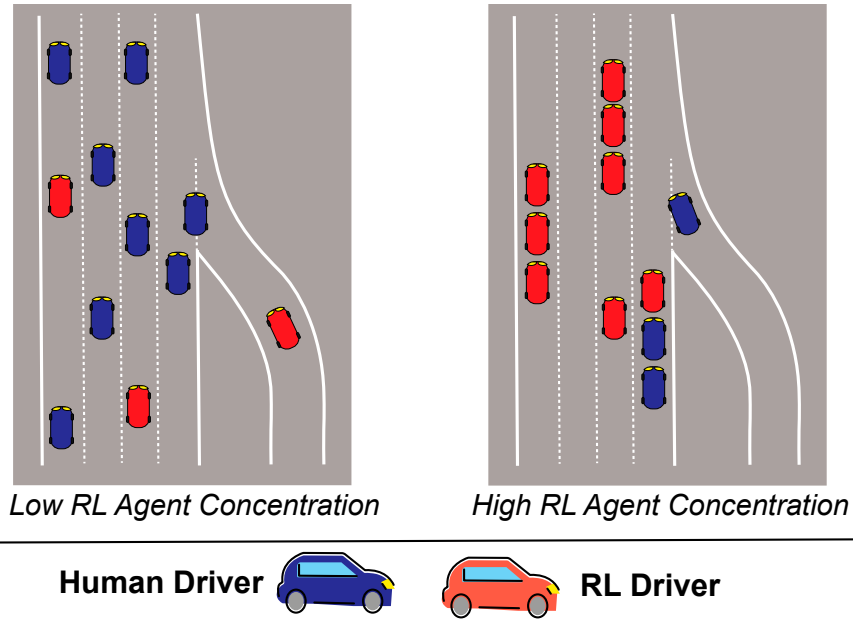 Low RL Agent Concentration
High RL Agent Concentration
Human Driver
RL Driver